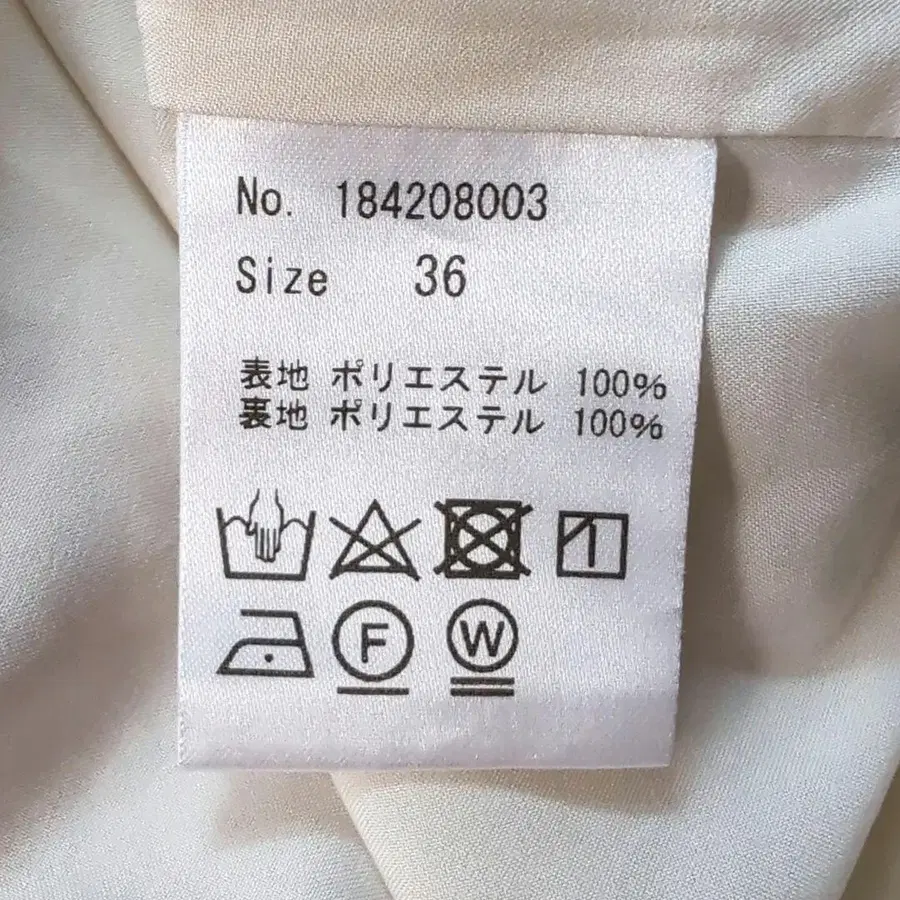 No. 184208003
Size 36
表地 ポリエステル 100%
裏地 ポリエステル 100%
F W